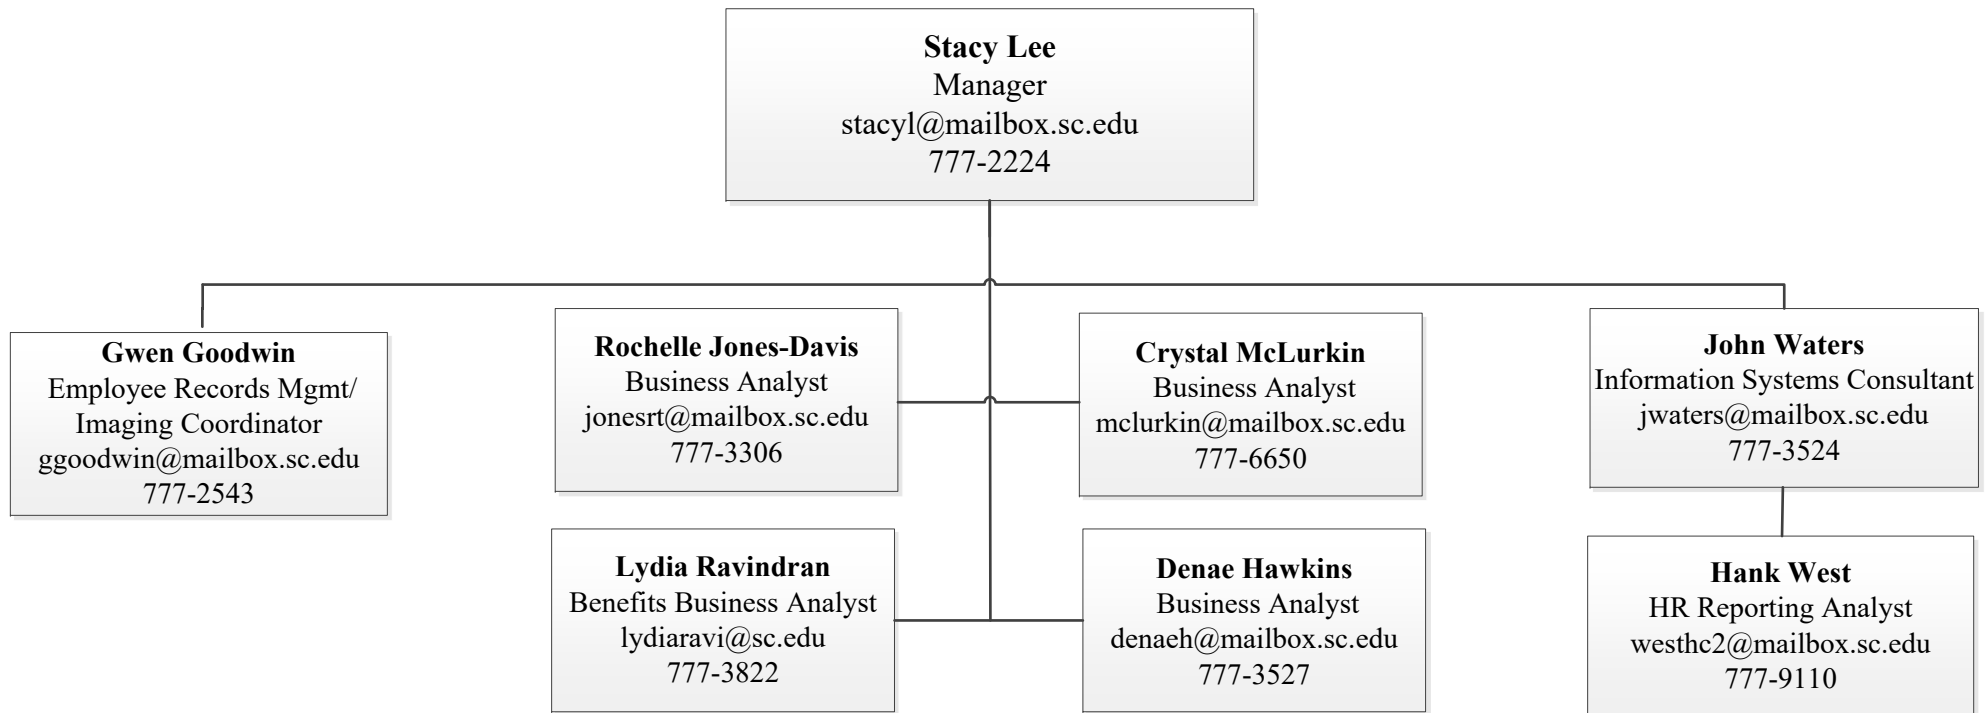 Stacy Lee
Manager
stacyl@mailbox.sc.edu
777-2224
Gwen Goodwin
Employee Records Mgmt/
Imaging Coordinator
ggoodwin@mailbox.sc.edu
777-2543
Rochelle Jones-Davis
Business Analyst
jonesrt@mailbox.sc.edu
777-3306
Crystal McLurkin
Business Analyst
mclurkin@mailbox.sc.edu
777-6650
John Waters
Information Systems Consultant
jwaters@mailbox.sc.edu
777-3524
Lydia Ravindran
Benefits Business Analyst
lydiaravi@sc.edu
777-3822
Denae Hawkins
Business Analyst
denaeh@mailbox.sc.edu
777-3527
Hank West
HR Reporting Analyst
westhc2@mailbox.sc.edu
777-9110